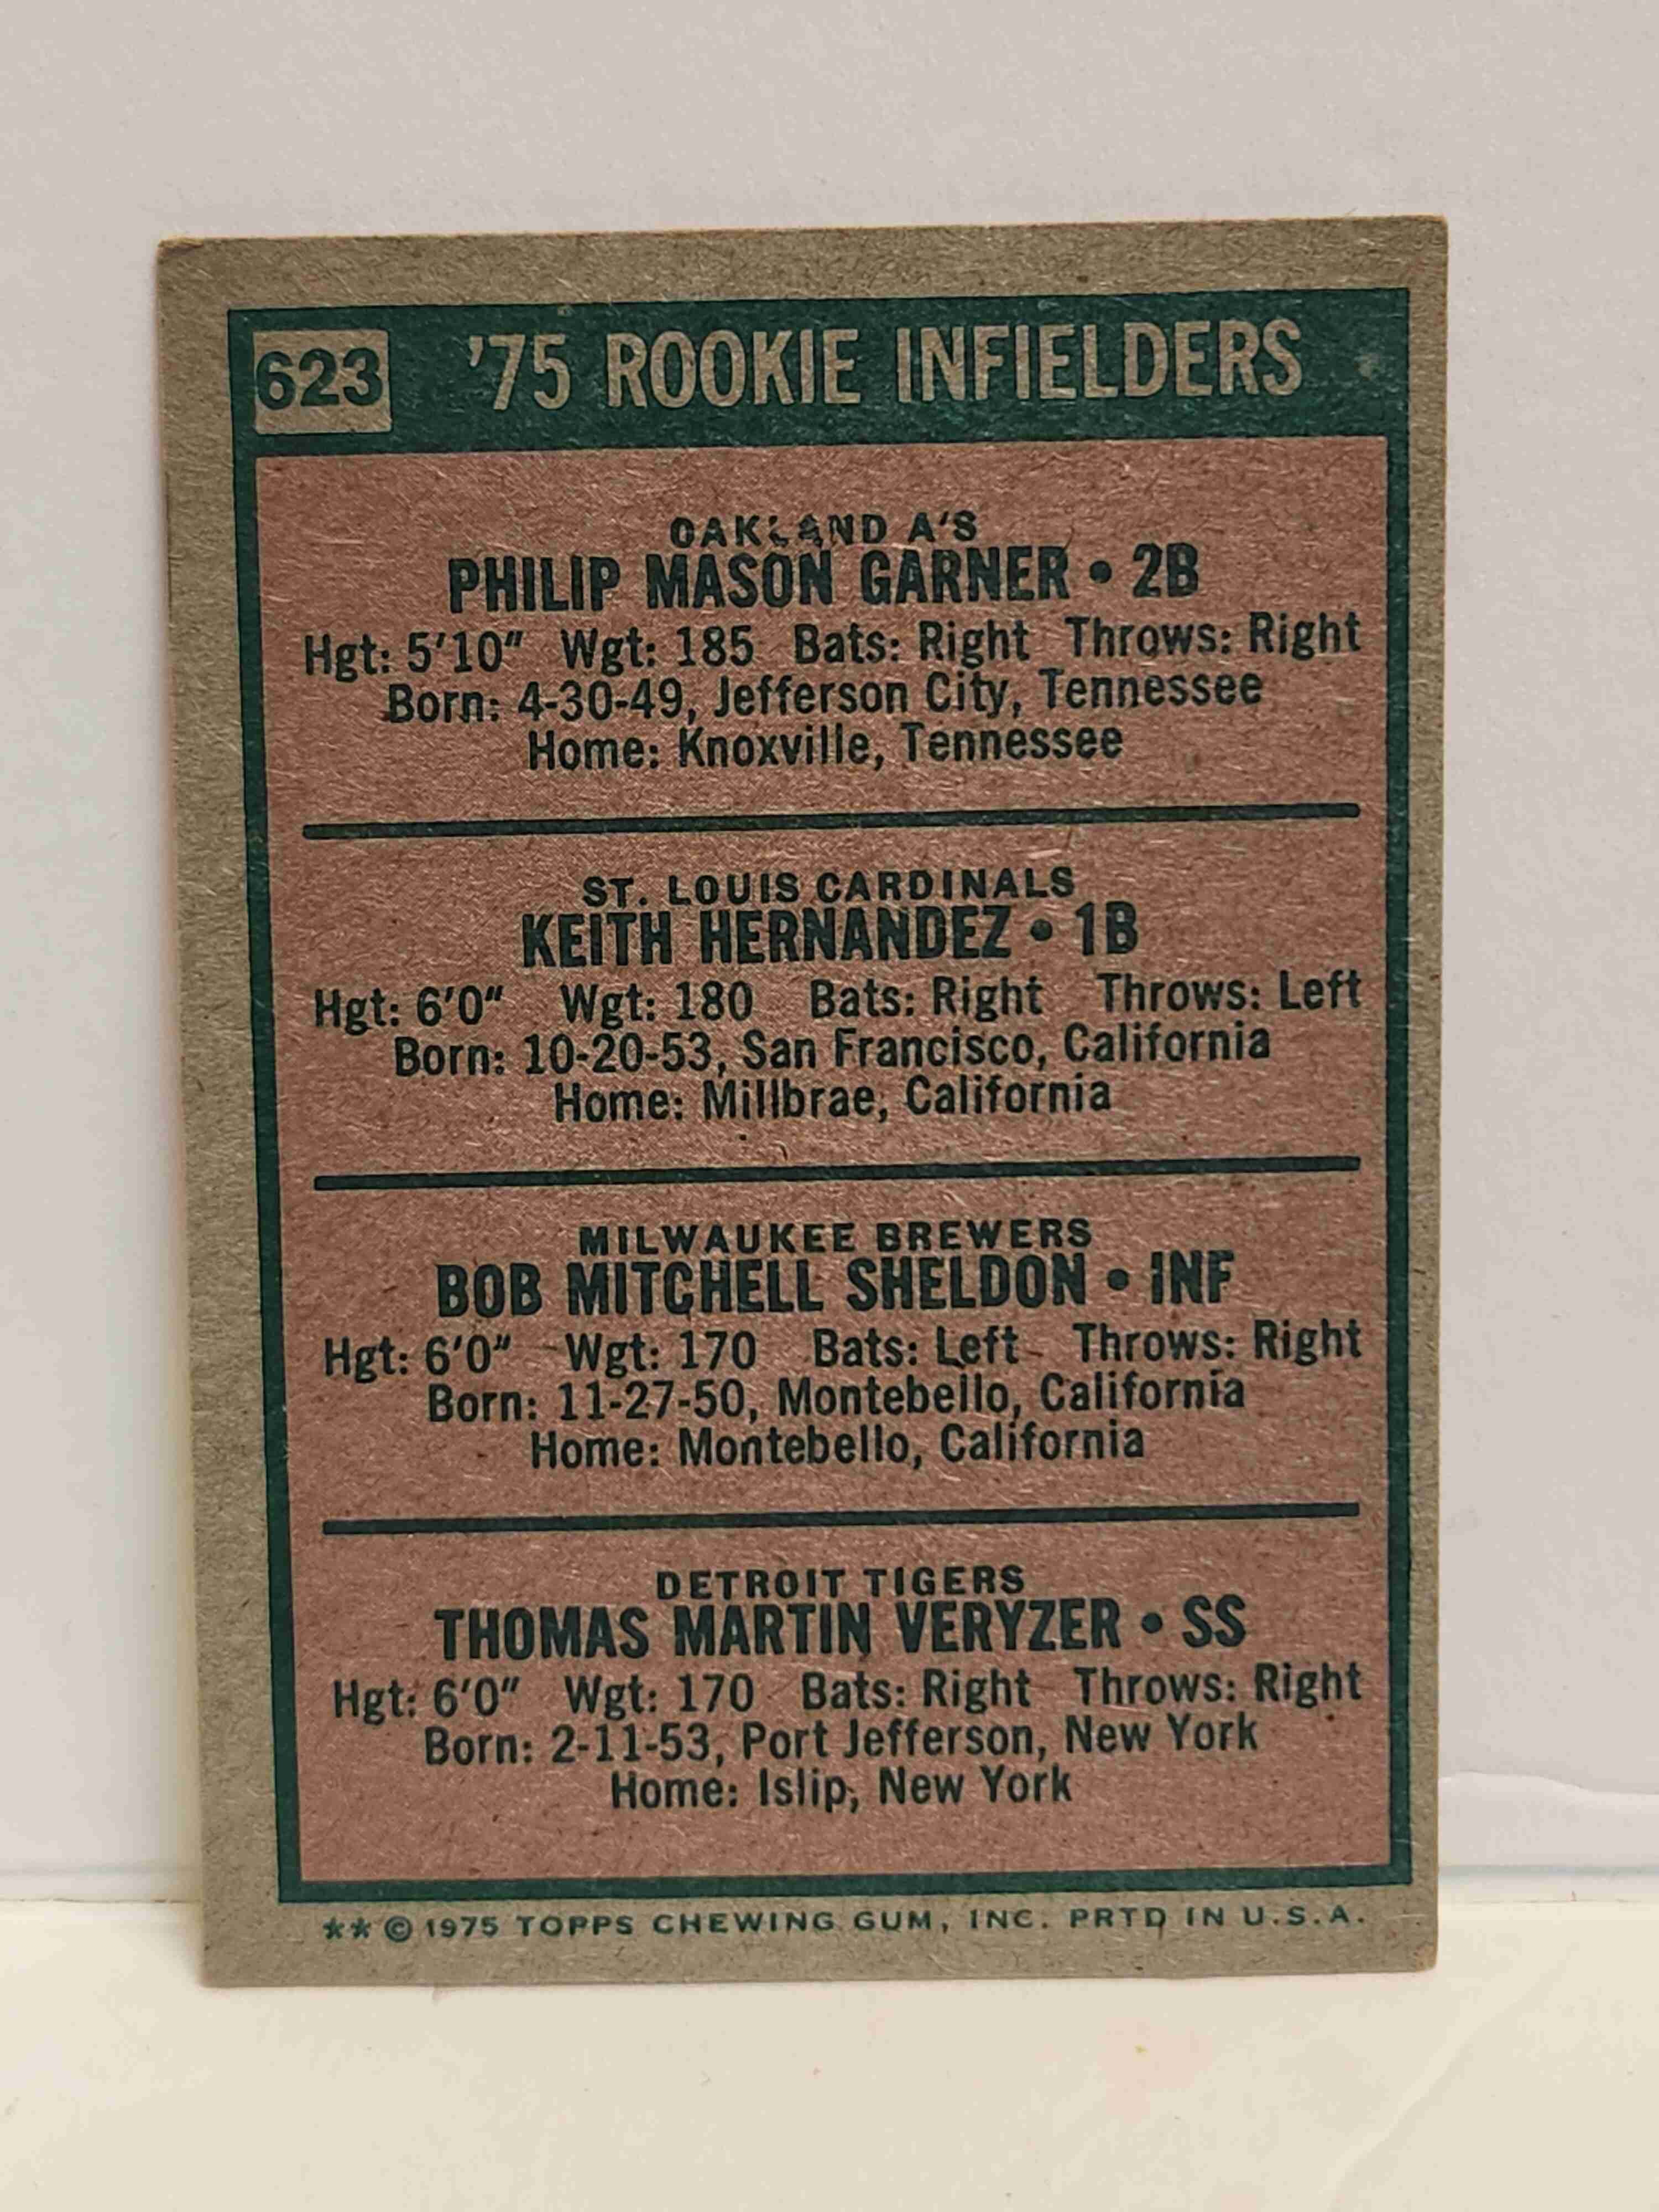 623 '75 ROOKIE INFIELDERS
OAKLAND A'S
PHILIP MASON GARNER • 2B
Hgt: 5'10" Wgt: 185 Bats: Right Throws: Right
Born: 4-30-49, Jefferson City, Tennessee
Home: Knoxville, Tennessee
ST. LOUIS CARDINALS
KEITH HERNANDEZ • 1B
Hgt: 6'0" Wgt: 180 Bats: Right Throws: Left
Born: 10-20-53, San Francisco, California
Home: Millbrae, California
MILWAUKEE BREWERS
BOB MITCHELL SHELDON • INF
Hgt: 6'0" Wgt: 170 Bats: Left Throws: Right
Born: 11-27-50, Montebello, California
Home: Montebello, California
DETROIT TIGERS
THOMAS MARTIN VERYZER • SS
Hgt: 6'0" Wgt: 170 Bats: Right Throws: Right
Born: 2-11-53, Port Jefferson, New York
Home: Islip, New York
** © 1975 TOPPS CHEWING GUM, INC. PRTD IN U.S.A.